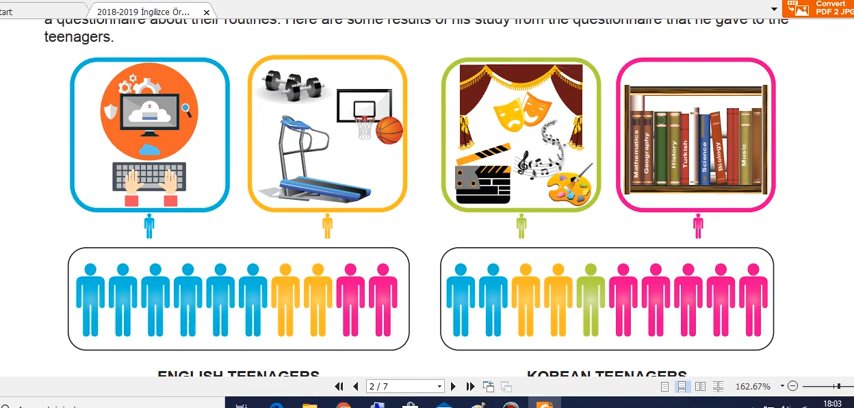 tart
2018-2019 İngilizce Ör...
Convert
PDF 2 JPG
a questionnaire about their routines. Here are some results of his study from the questionnaire that he gave to the
teenagers.
Mathematics
Geography
History
Turkish
Science
Biology
Music
ENGLISH TEENAGERS
KOREAN TEENAGERS
2 / 7
162.67%
18:03